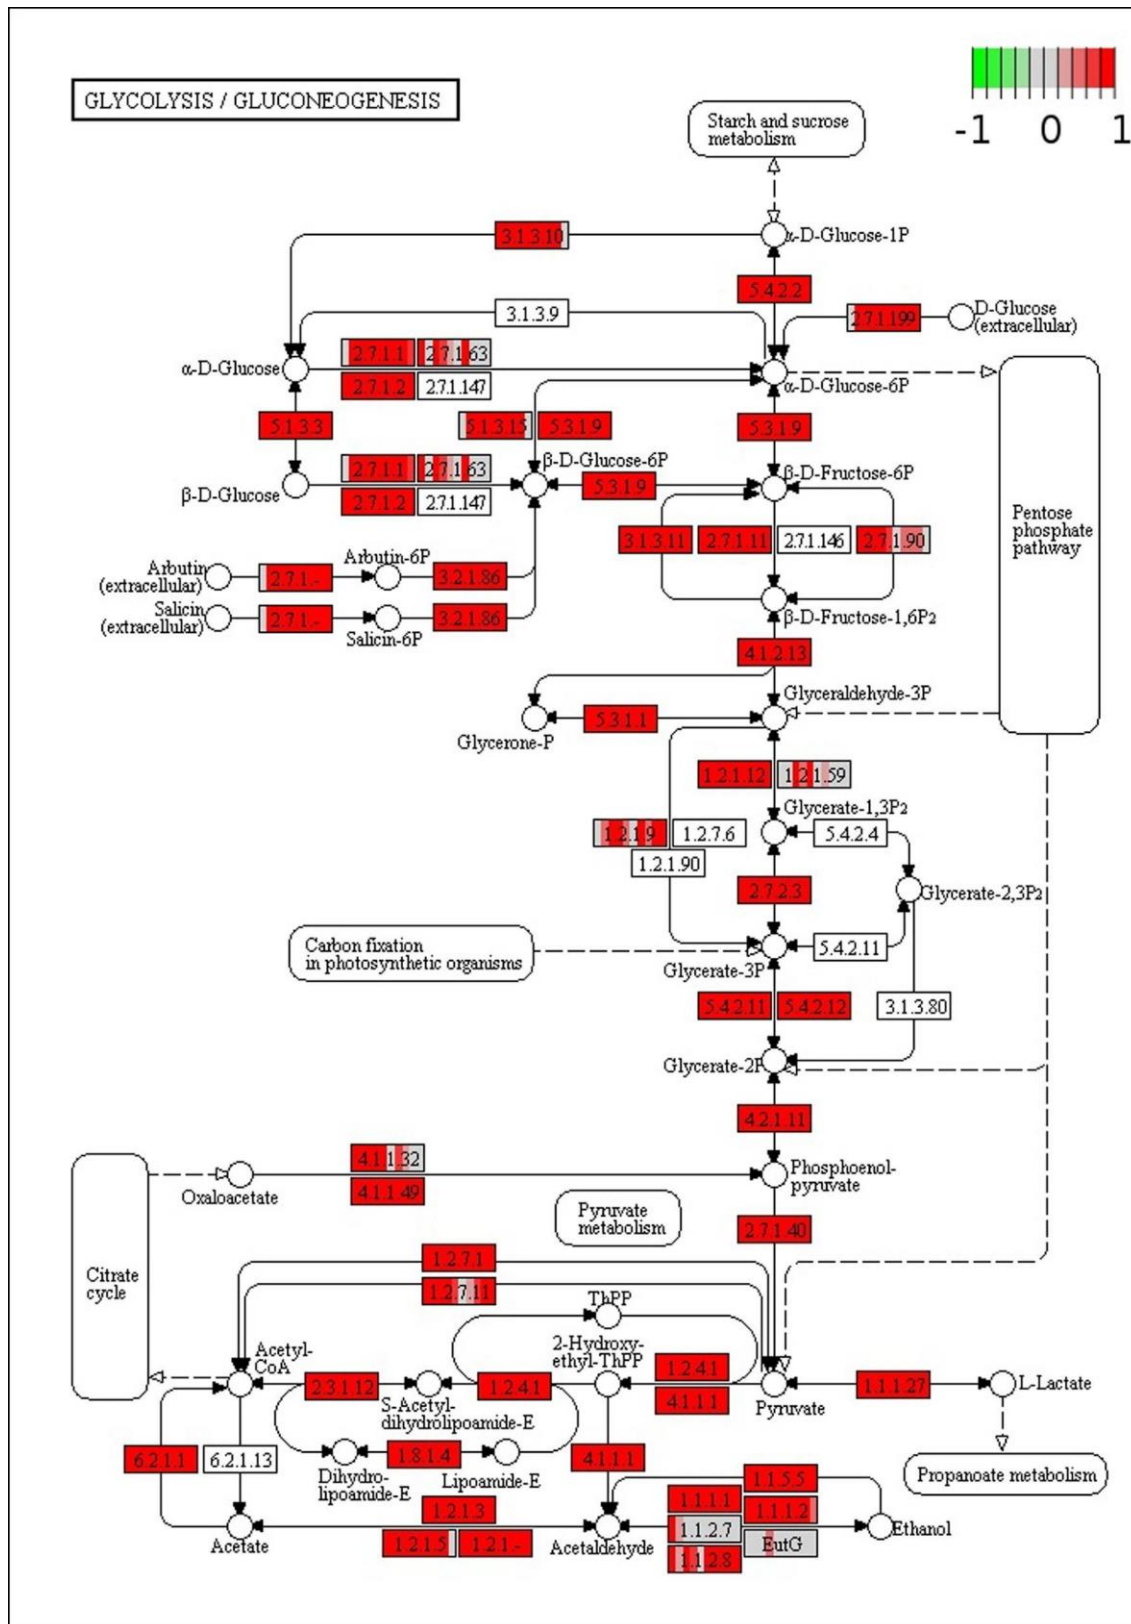 GLYCOLYSIS / GLUCONEOGENESIS
-1 0 1
Starch and sucrose
metabolism
3.1.3.10
α-D-Glucose-1P
5.4.2.2
3.1.3.9
2.7.1.199
D-Glucose
(extracellular)
2.7.1.1
2.7.1.63
α-D-Glucose
α-D-Glucose-6P
2.7.1.2
2.7.1.147
5.1.3.3
5.1.3.15
5.3.1.9
5.3.1.9
2.7.1.1
2.7.1.63
β-D-Glucose-6P
β-D-Fructose-6P
β-D-Glucose
5.3.1.9
2.7.1.2
2.7.1.147
Pentose
phosphate
pathway
3.1.3.11
2.7.1.11
2.7.1.146
2.7.1.90
Arbutin
(extracellular)
2.7.1.-
Arbutin-6P
3.2.1.86
Salicin
(extracellular)
2.7.1.-
Salicin-6P
3.2.1.86
β-D-Fructose-1,6P2
4.1.2.13
Glyceraldehyde-3P
Glycerone-P
5.3.1.1
1.2.1.12
1.2.1.59
Glycerate-1,3P2
1.2.1.9
1.2.7.6
5.4.2.4
1.2.1.90
2.7.2.3
Glycerate-2,3P2
Carbon fixation
in photosynthetic organisms
5.4.2.11
Glycerate-3P
5.4.2.11
5.4.2.12
3.1.3.80
Glycerate-2P
4.2.1.11
4.1.1.32
Oxaloacetate
4.1.1.49
Phosphoenol-
pyruvate
Pyruvate
metabolism
2.7.1.40
Citrate
cycle
1.2.7.1
1.2.7.11
ThPP
Acetyl-
CoA
2-Hydroxy-
ethyl-ThPP
2.3.1.12
S-Acetyl-
dihydrolipoamide-E
1.2.4.1
1.2.4.1
4.1.1.1
Pyruvate
1.1.1.27
L-Lactate
6.2.1.1
6.2.1.13
Dihydro-
lipoamide-E
1.8.1.4
Lipoamide-E
4.1.1.1
Propanoate metabolism
1.1.5.5
1.1.1.1
1.1.1.2
1.2.1.3
Acetate
1.2.1.5
1.2.1.-
Acetaldehyde
1.1.2.7
EutG
Ethanol
1.1.2.8